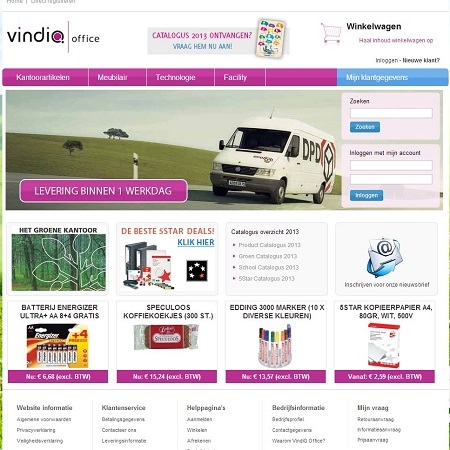 Home | Direct registreren
vindiQ office
CATALOGUS 2013 ONTVANGEN?
VRAAG HEM NU AAN!
Winkelwagen
Haal inhoud winkelwagen op
Inloggen - Nieuwe klant?
Kantoorartikelen Meubilair Technologie Facility Mijn klantgegevens
Zoeken
Zoeken
Inloggen met mijn account
Inloggen
DPD
LEVERING BINNEN 1 WERKDAG
HET GROENE KANTOOR
DE BESTE 5STAR DEALS!
KLIK HIER
Catalogus overzicht 2013
Product Catalogus 2013
Groen Catalogus 2013
School Catalogus 2013
5Star Catalogus 2013
Inschrijven voor onze nieuwsbrief
BATTERIJ ENERGIZER
ULTRA+ AA 8+4 GRATIS
Energizer
+4
Nu: € 6,68 (excl. BTW)
SPECULOOS
KOFFIEKOEKJES (300 ST.)
Nu: € 15,24 (excl. BTW)
EDDING 3000 MARKER (10 X
DIVERSE KLEUREN)
Nu: € 13,57 (excl. BTW)
5STAR KOPIEERPAPIER A4,
80GR, WIT, 500V
Vanaf: € 2,59 (excl. BTW)
Website informatie
Algemene voorwaarden
Privacyverklaring
Veiligheidsverklaring
Klantenservice
Betalingsgegevens
Contacteer ons
Leveringsinformatie
Helppagina's
Aanmelden
Winkelen
Afrekenen
Bedrijfsinformatie
Bedrijfsprofiel
Contactgegevens
Waarom VindiQ Office?
Mijn vraag
Retouraanvraag
Informatieaanvraag
Prijsaanvraag